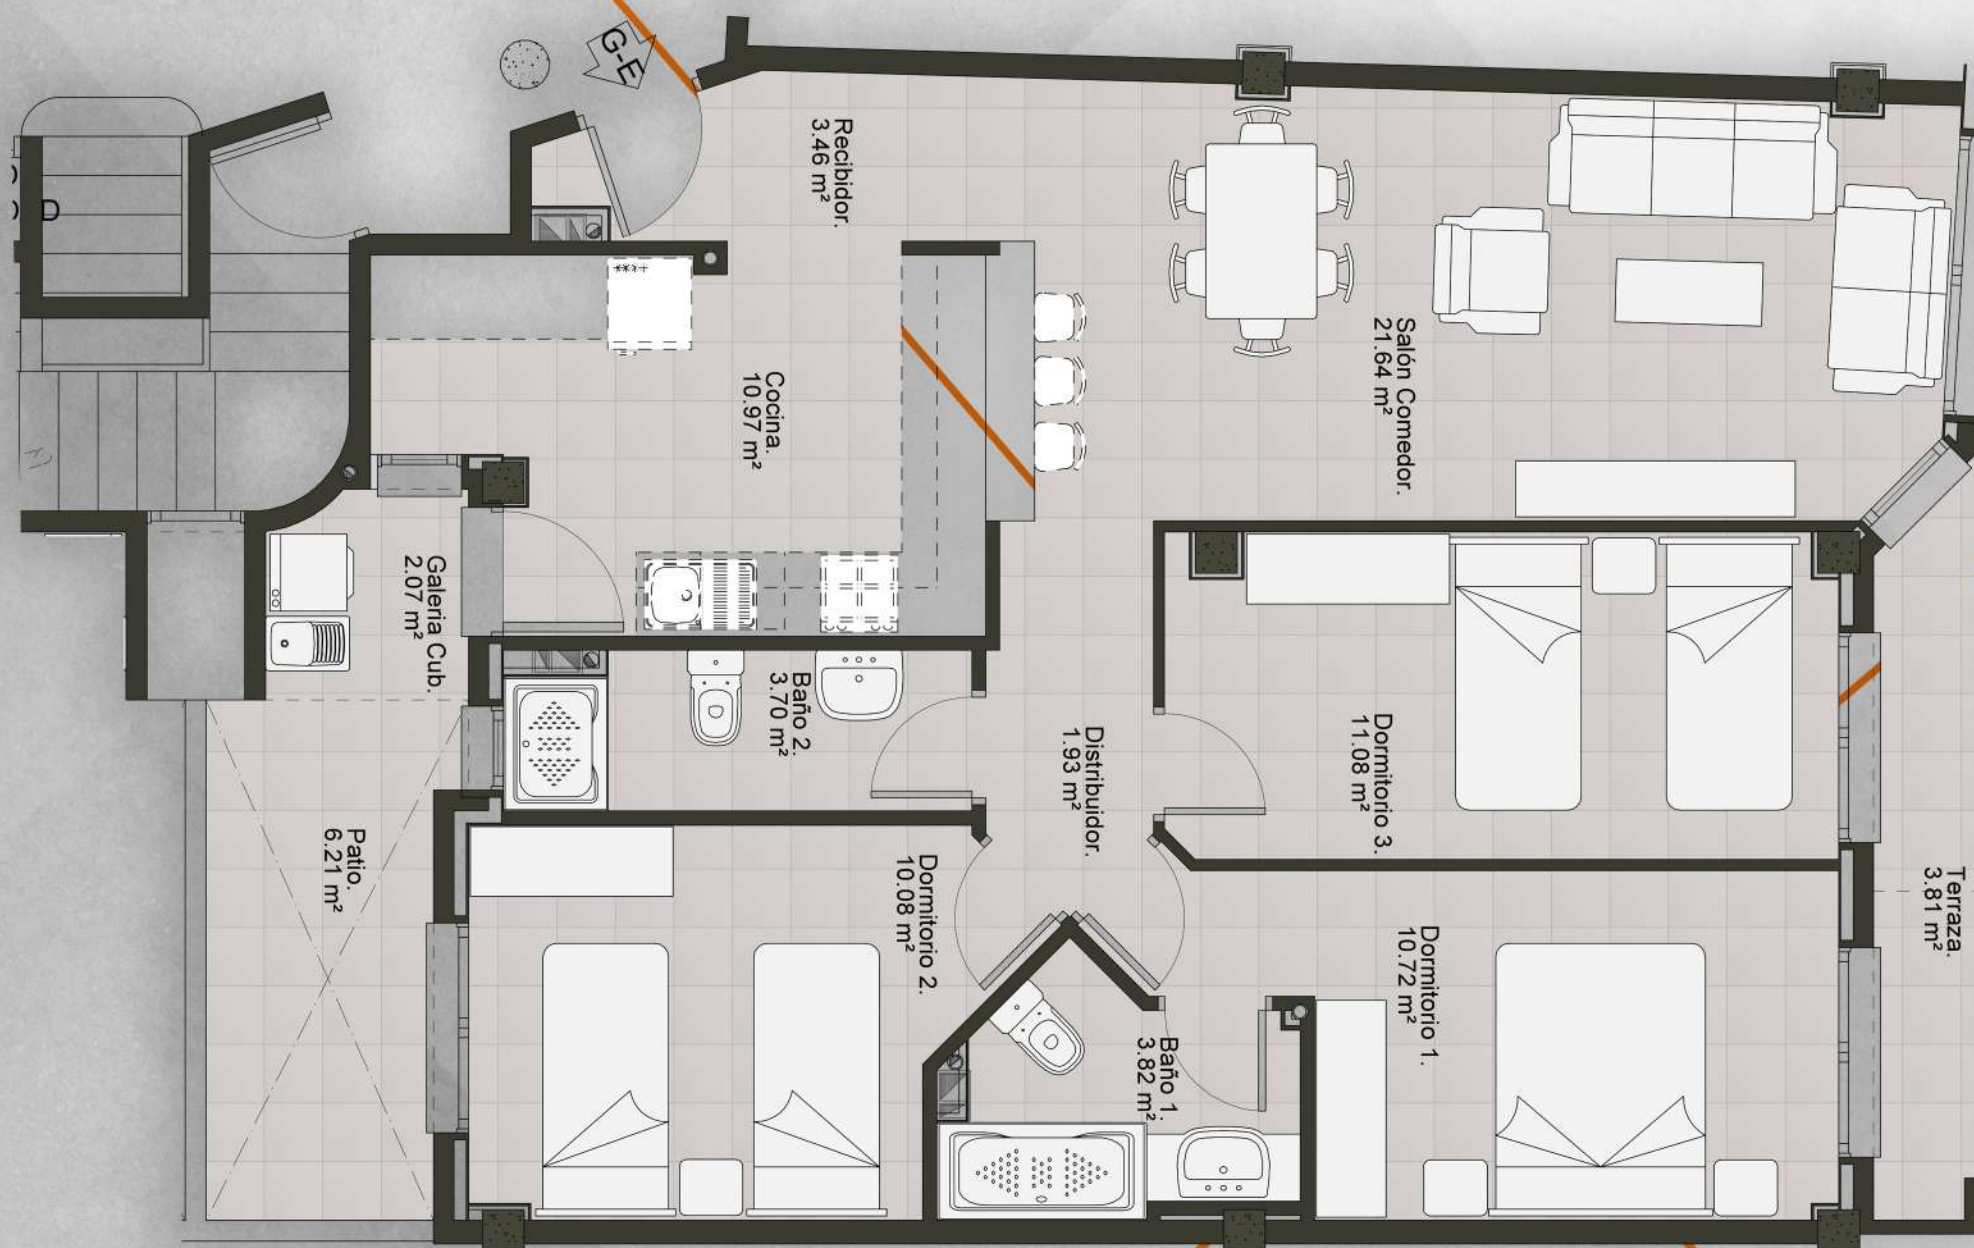 G-E
Recibidor.
3.46 m²
Salón Comedor.
21.64 m²
Cocina.
10.97 m²
Galeria Cub.
2.07 m²
Baño 2.
3.70 m²
Distribuidor.
1.93 m²
Dormitorio 3.
11.08 m²
Patio.
6.21 m²
Dormitorio 2.
10.08 m²
Terraza.
3.81 m²
Dormitorio 1.
10.72 m²
Baño 1.
3.82 m²